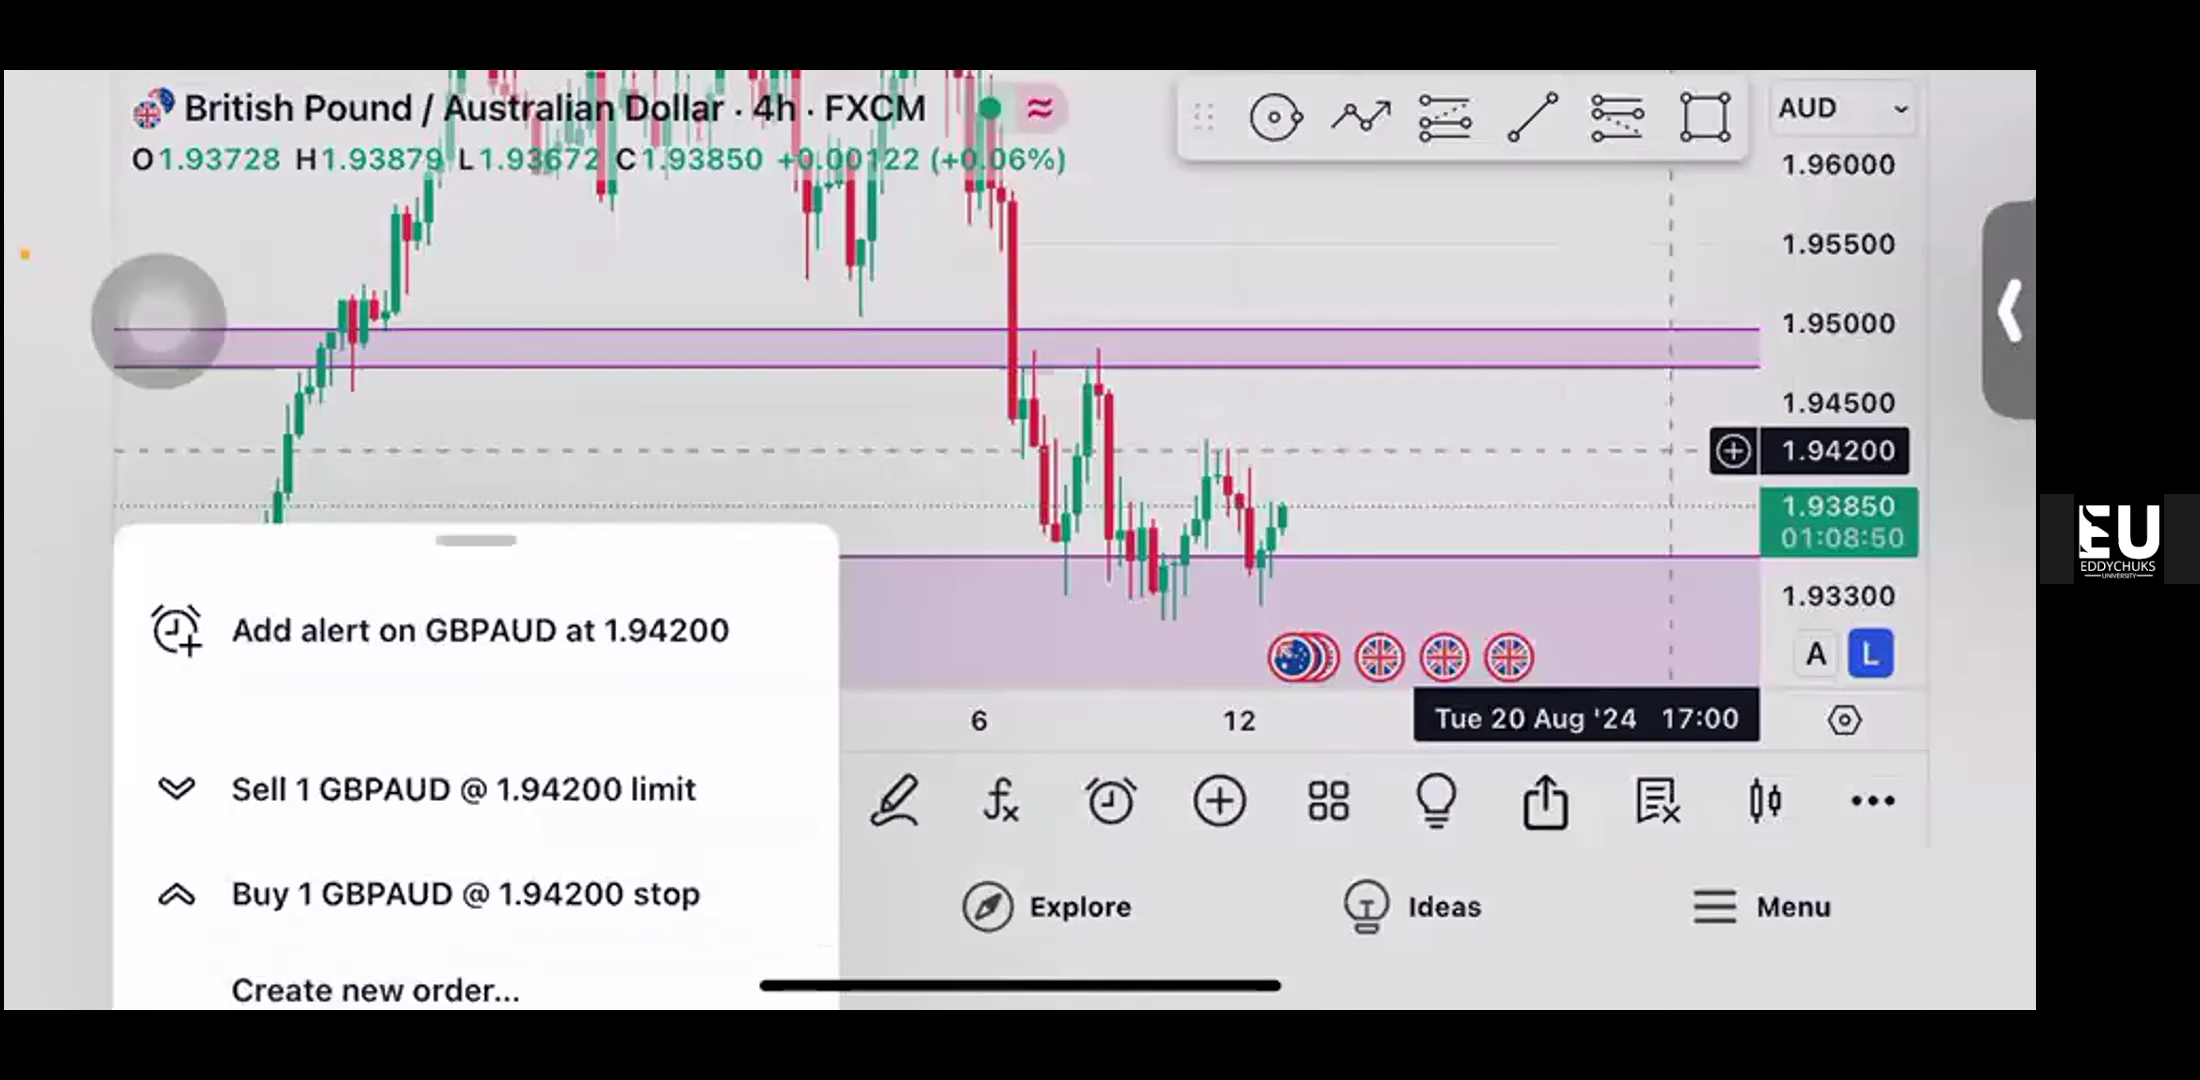 British Pound / Australian Dollar · 4h · FXCM
O1.93728 H1.93879 L1.93672 C1.93850 +0.00122 (+0.06%)
AUD
1.96000
1.95500
1.95000
1.94500
1.94200
1.93850
01:08:50
1.93300
A L
EU
EDDYCHUKS
UNIVERSITY
6 12 Tue 20 Aug '24 17:00
Add alert on GBPAUD at 1.94200
Sell 1 GBPAUD @ 1.94200 limit
Buy 1 GBPAUD @ 1.94200 stop
Create new order...
Explore
Ideas
Menu